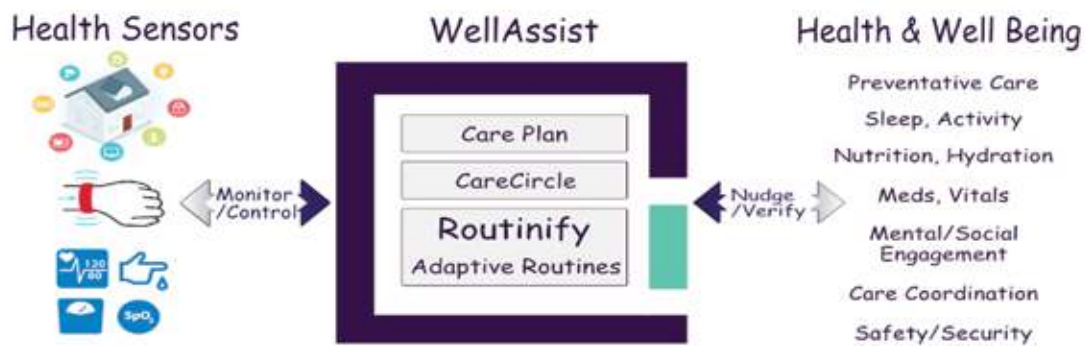 Health Sensors
WellAssist
Health & Well Being
120
80
SpO₂
Monitor
/Control
Care Plan
CareCircle
Routinify
Adaptive Routines
Nudge
/Verify
Preventative Care
Sleep, Activity
Nutrition, Hydration
Meds, Vitals
Mental/Social
Engagement
Care Coordination
Safety/Security